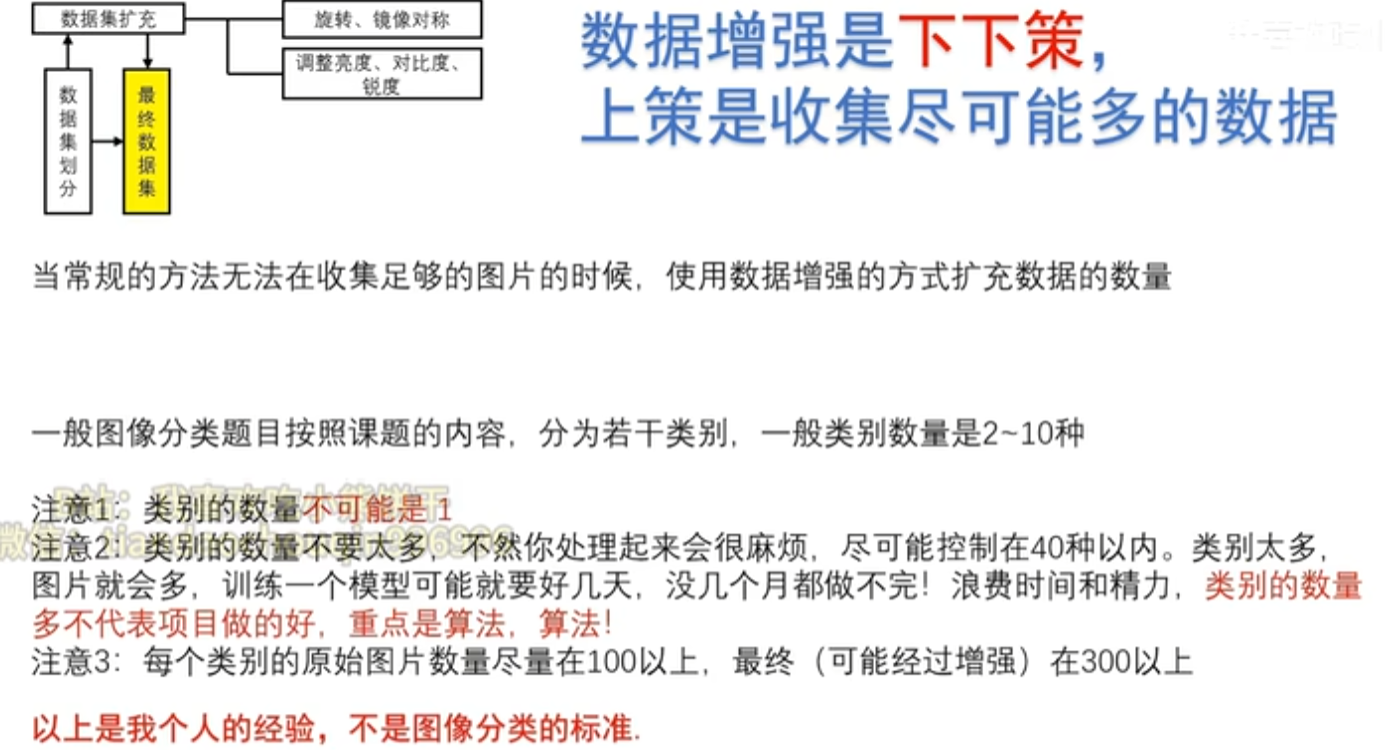 数据集扩充
旋转、镜像对称
调整亮度、对比度、
锐度
数据集划分
最终数据集
数据增强是下下策，
上策是收集尽可能多的数据
当常规的方法无法在收集足够的图片的时候，使用数据增强的方式扩充数据的数量
一般图像分类题目按照课题的内容，分为若干类别，一般类别数量是2~10种
注意1：类别的数量不可能是 1
注意2：类别的数量不要太多，不然你处理起来会很麻烦，尽可能控制在40种以内。类别太多，
图片就会多，训练一个模型可能就要好几天，没几个月都做不完！浪费时间和精力，类别的数量
多不代表项目做的好，重点是算法，算法！
注意3：每个类别的原始图片数量尽量在100以上，最终（可能经过增强）在300以上
以上是我个人的经验，不是图像分类的标准.